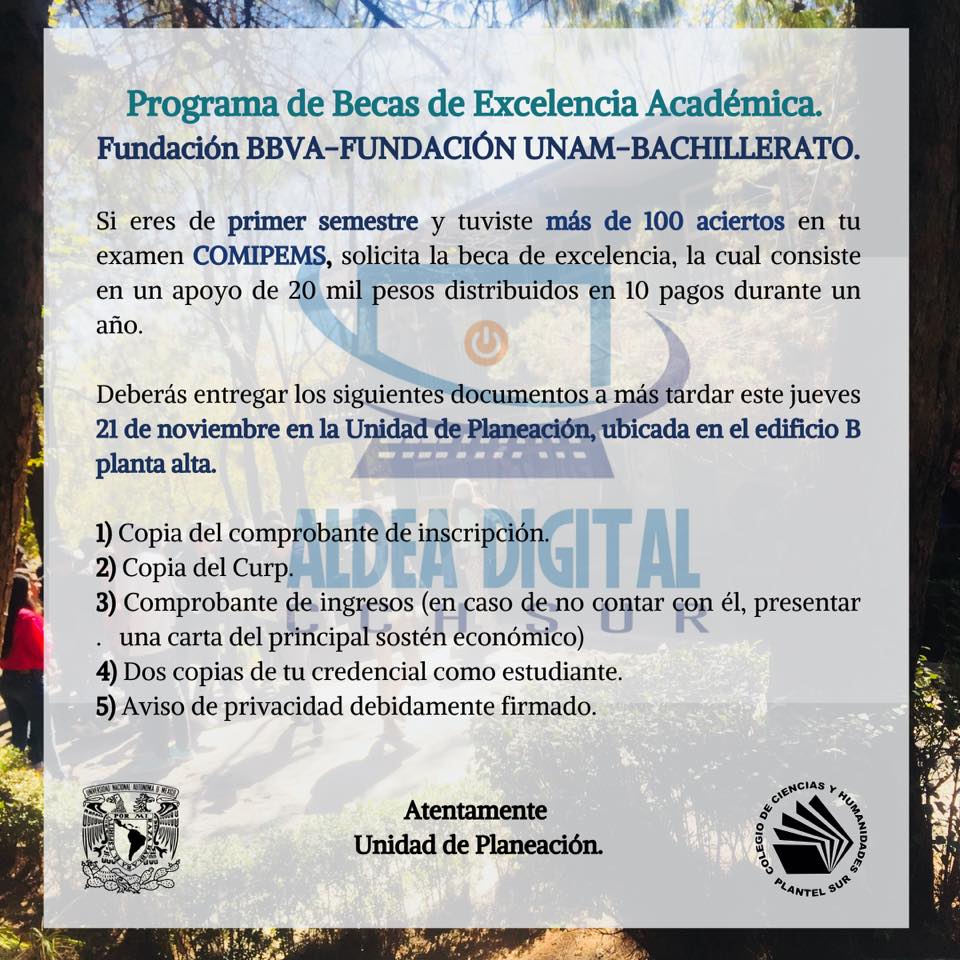 Programa de Becas de Excelencia Académica.
Fundación BBVA-FUNDACIÓN UNAM-BACHILLERATO.
Si eres de primer semestre y tuviste más de 100 aciertos en tu
examen COMIPEMS, solicita la beca de excelencia, la cual consiste
en un apoyo de 20 mil pesos distribuidos en 10 pagos durante un
año.
Deberás entregar los siguientes documentos a más tardar este jueves
21 de noviembre en la Unidad de Planeación, ubicada en el edificio B
planta alta.
1) Copia del comprobante de inscripción.
2) Copia del Curp.
3) Comprobante de ingresos (en caso de no contar con él, presentar
. una carta del principal sostén económico)
4) Dos copias de tu credencial como estudiante.
5) Aviso de privacidad debidamente firmado.
ALDEA DIGITAL
CCH SUR
Atentamente
Unidad de Planeación.
UNIVERSIDAD NACIONAL AUTONOMA D MEXICO
POR MI
COLEGIO DE CIENCIAS Y HUMANIDADES
PLANTEL SUR